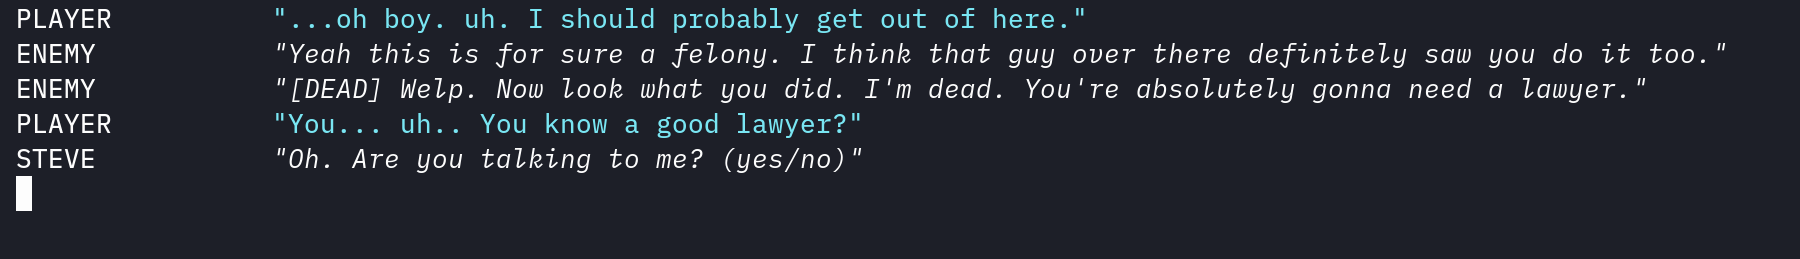 PLAYER "...oh boy. uh. I should probably get out of here."
ENEMY "Yeah this is for sure a felony. I think that guy over there definitely saw you do it too."
ENEMY "[DEAD] Welp. Now look what you did. I'm dead. You're absolutely gonna need a lawyer."
PLAYER "You... uh.. You know a good lawyer?"
STEVE "Oh. Are you talking to me? (yes/no)"